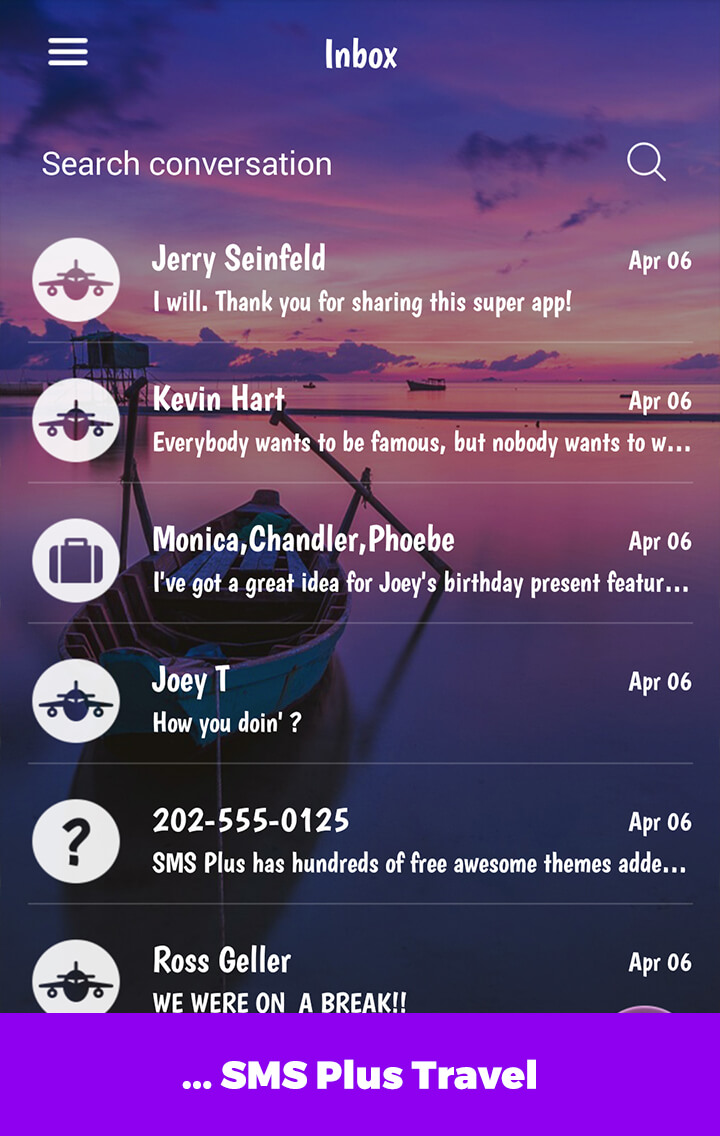 Inbox
Search conversation
Jerry Seinfeld Apr 06
I will. Thank you for sharing this super app!
Kevin Hart Apr 06
Everybody wants to be famous, but nobody wants to w...
Monica,Chandler,Phoebe Apr 06
I've got a great idea for Joey's birthday present featur...
Joey T Apr 06
How you doin' ?
?
202-555-0125 Apr 06
SMS Plus has hundreds of free awesome themes adde...
Ross Geller Apr 06
WE WERE ON A BREAK!!
... SMS Plus Travel